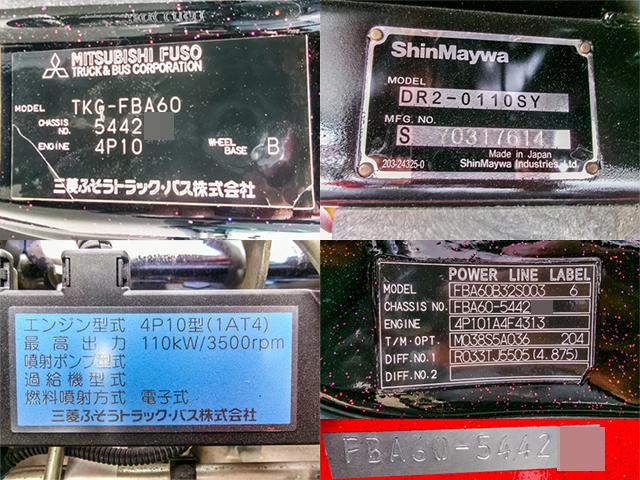 MITSUBISHI FUSO
TRUCK & BUS CORPORATION
MODEL TKG-FBA60
CHASSIS NO. 5442
ENGINE 4P10 WHEEL BASE B
三菱ふそうトラック・バス株式会社
ShinMaywa
MODEL
DR2-0110SY
MFG. NO.
S 70317614
Made in Japan
203-24325-0 ShinMaywa Industries, Ltd.
エンジン型式 4P10型(1AT4)
最高出力 110kW/3500rpm
噴射ポンプ型式
過給機型式
燃料噴射方式 電子式
三菱ふそうトラック・バス株式会社
POWER LINE LABEL
MODEL FBA60B32S003 6
CHASSIS NO. FBA60-5442
ENGINE 4P101A4F4313
T/M-OPT. M038S5A036 204
DIFF.NO.1 R033TJ5505(4.875)
DIFF.NO.2
FBA60-5442